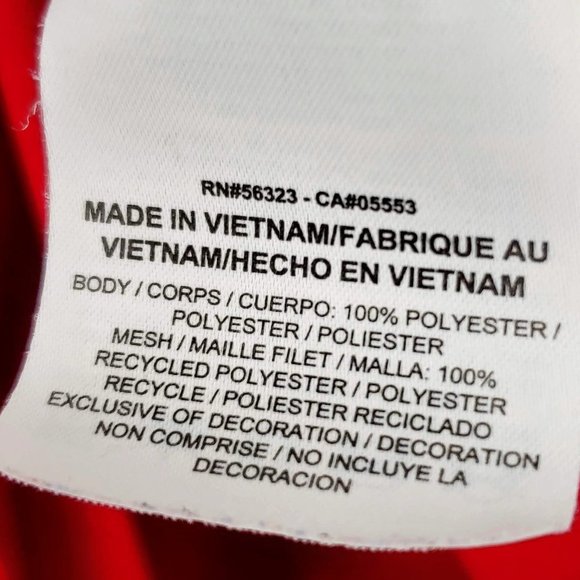 RN#56323 - CA#05553
MADE IN VIETNAM/FABRIQUE AU
VIETNAM/HECHO EN VIETNAM
BODY / CORPS / CUERPO: 100% POLYESTER /
POLYESTER / POLIESTER
MESH / MAILLE FILET / MALLA: 100%
RECYCLED POLYESTER / POLYESTER
RECYCLE / POLIESTER RECICLADO
EXCLUSIVE OF DECORATION / DECORATION
NON COMPRISE / NO INCLUYE LA
DECORACION